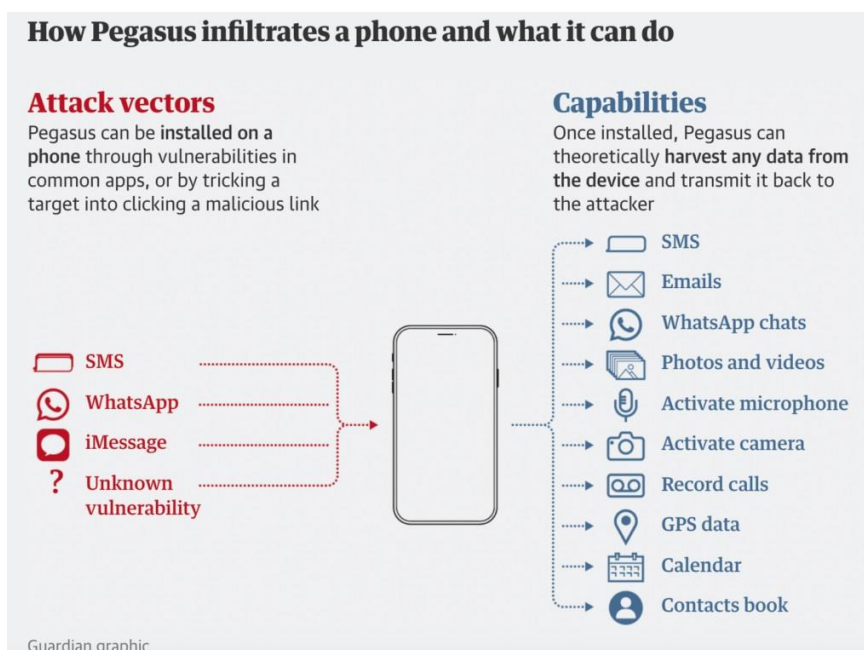 How Pegasus infiltrates a phone and what it can do
Attack vectors
Pegasus can be installed on a
phone through vulnerabilities in
common apps, or by tricking a
target into clicking a malicious link
SMS
WhatsApp
iMessage
?
Unknown
vulnerability
Capabilities
Once installed, Pegasus can
theoretically harvest any data from
the device and transmit it back to
the attacker
SMS
Emails
WhatsApp chats
Photos and videos
Activate microphone
Activate camera
Record calls
GPS data
Calendar
Contacts book
Guardian graphic